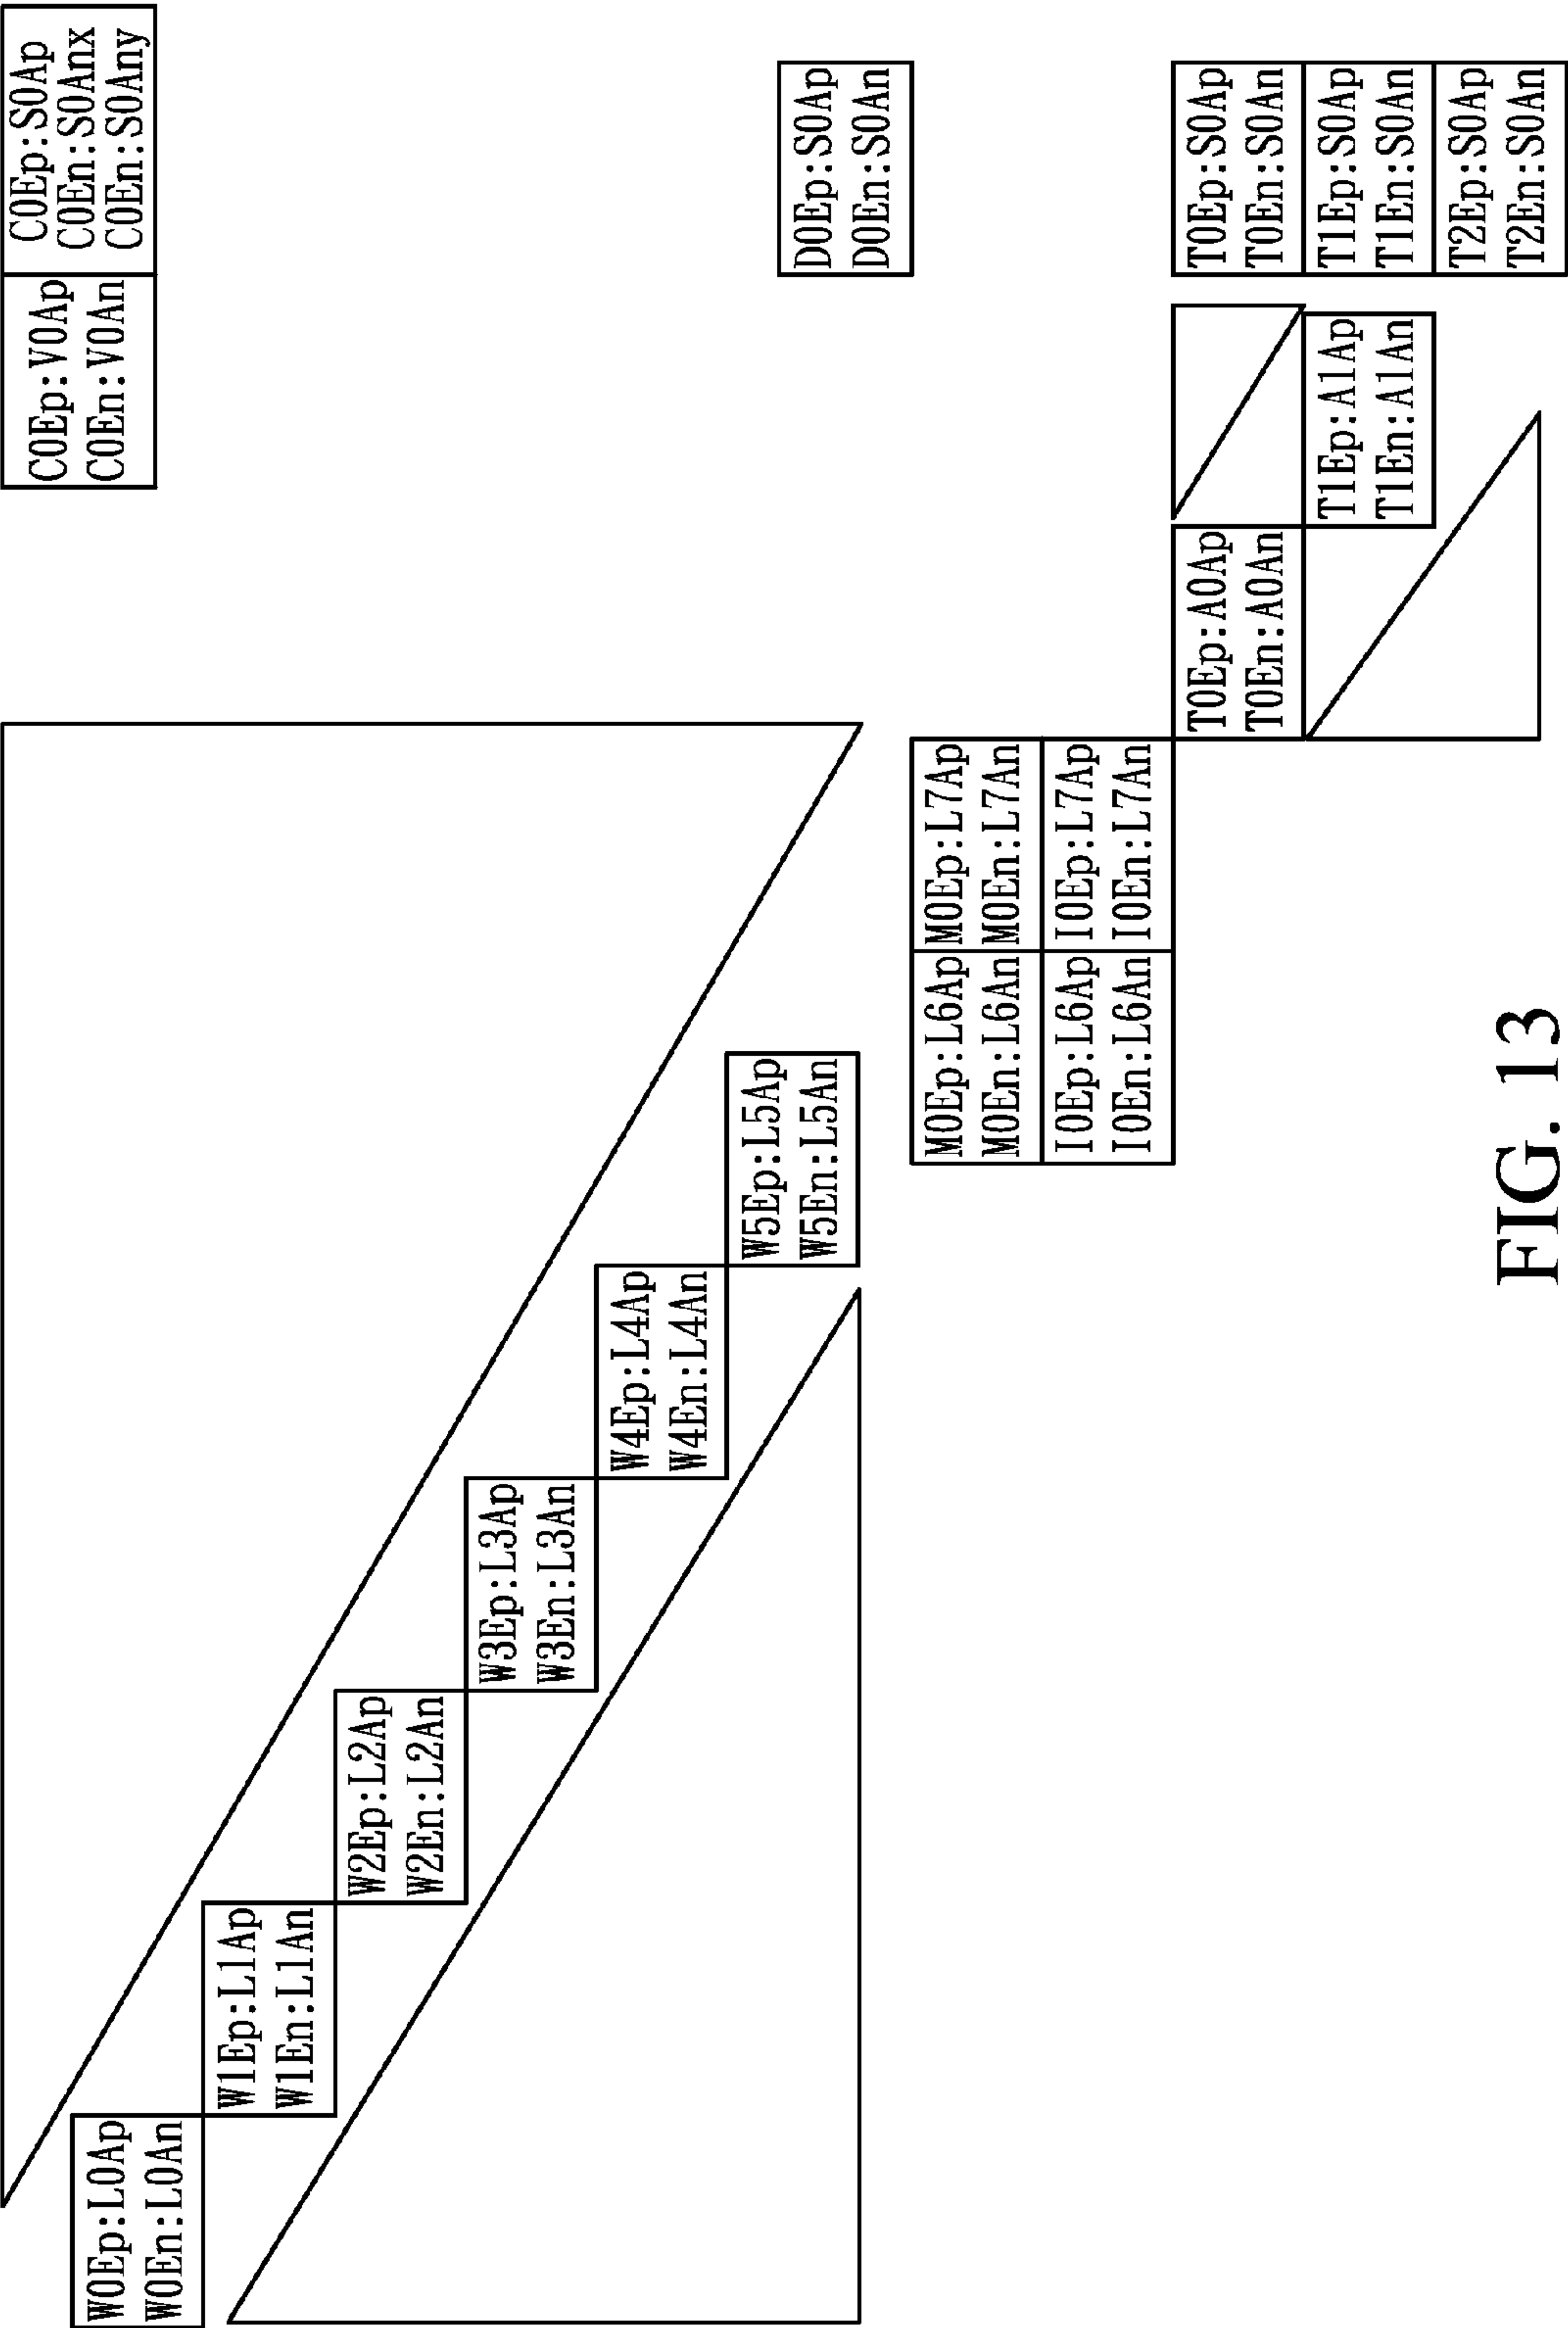 W0Ep:L0Ap
W0En:L0An
C0Ep:V0Ap
C0En:V0An
C0Ep:S0Ap
C0En:S0Anx
C0En:S0Any
W1Ep:L1Ap
W1En:L1An
W2Ep:L2Ap
W2En:L2An
W3Ep:L3Ap
W3En:L3An
W4Ep:L4Ap
W4En:L4An
W5Ep:L5Ap
W5En:L5An
D0Ep:S0Ap
D0En:S0An
M0Ep:L6Ap
M0En:L6An
M0Ep:L7Ap
M0En:L7An
I0Ep:L6Ap
I0En:L6An
I0Ep:L7Ap
I0En:L7An
T0Ep:A0Ap
T0En:A0An
T0Ep:S0Ap
T0En:S0An
T1Ep:A1Ap
T1En:A1An
T1Ep:S0Ap
T1En:S0An
T2Ep:S0Ap
T2En:S0An
FIG. 13